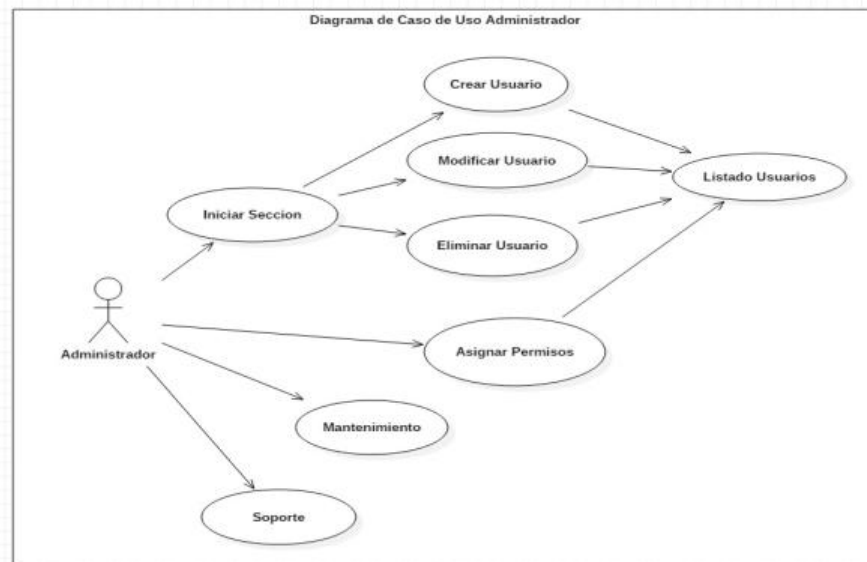 Diagrama de Caso de Uso Administrador
Crear Usuario
Modificar Usuario
Listado Usuarios
Iniciar Seccion
Eliminar Usuario
Administrador
Asignar Permisos
Mantenimiento
Soporte